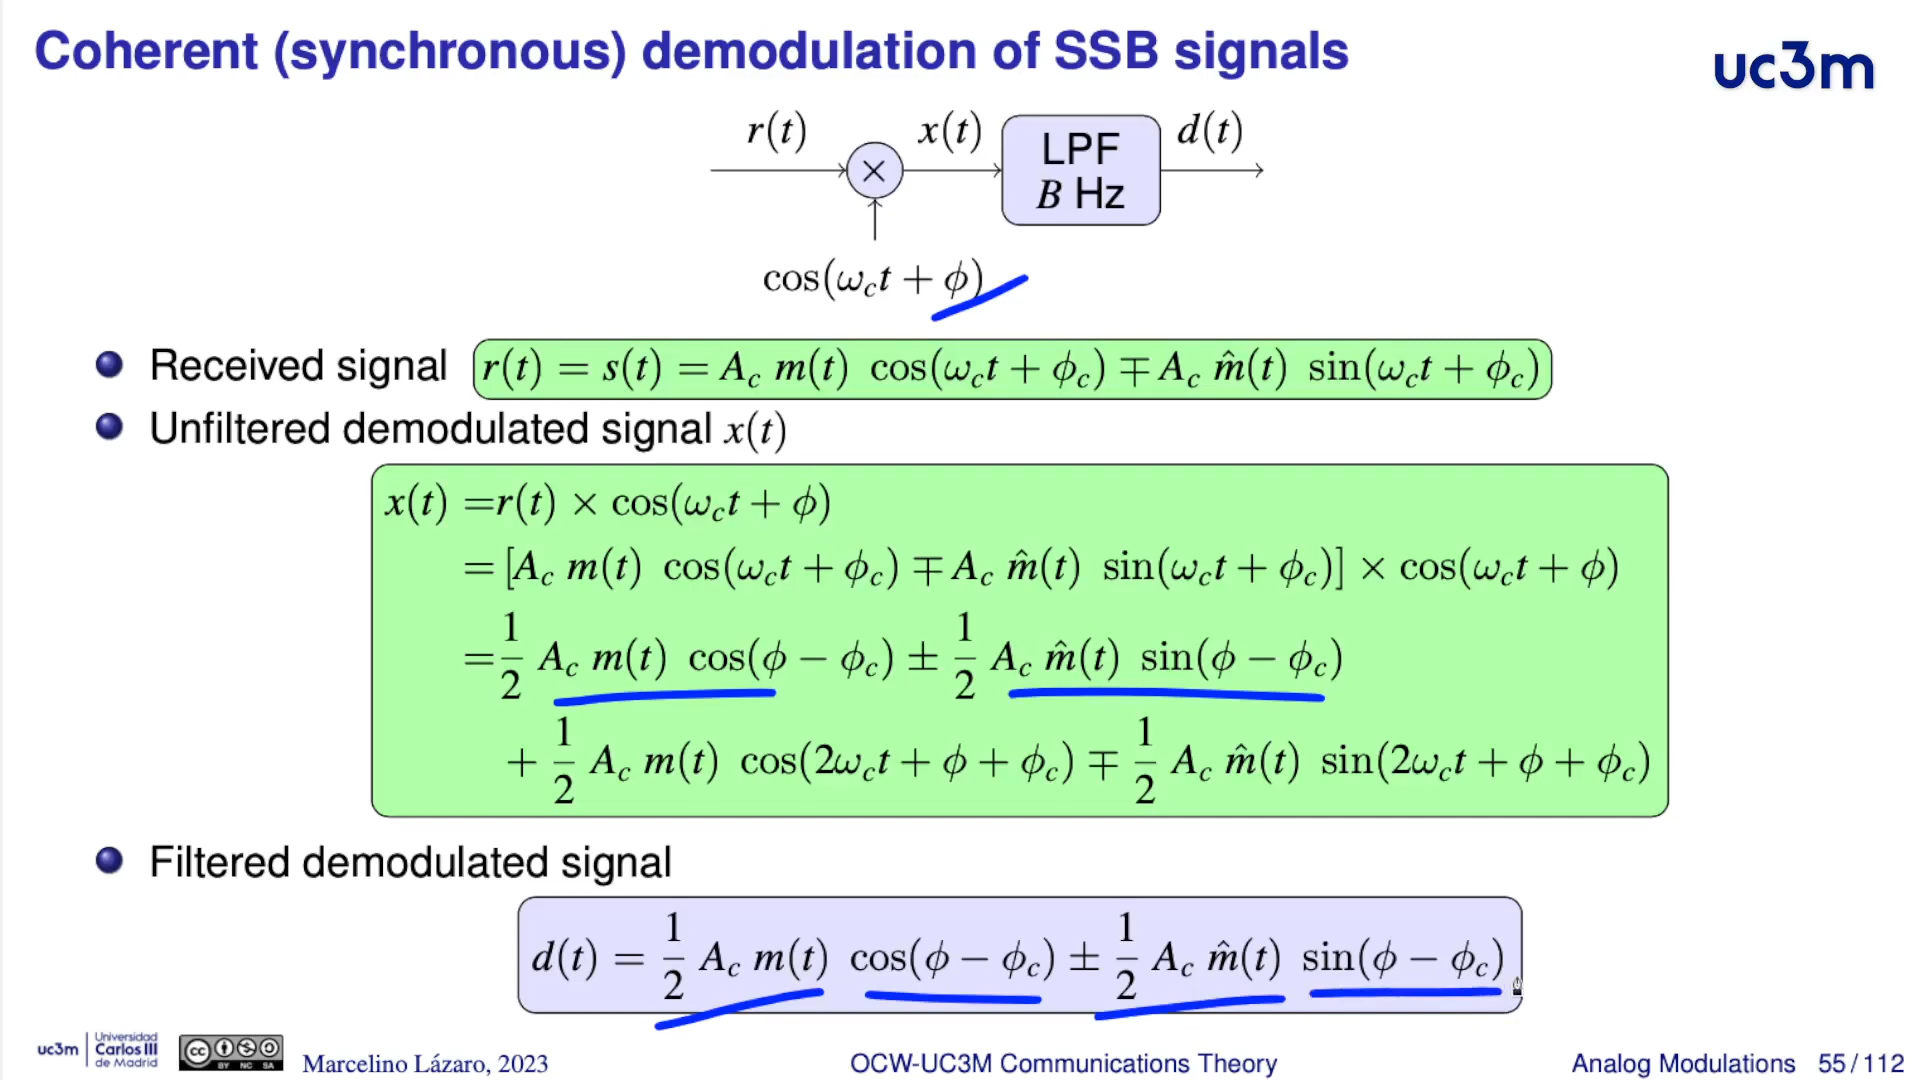 Coherent (synchronous) demodulation of SSB signals
uc3m
r(t)
x(t)
LPF
B Hz
d(t)
×
cos(ω_c t + φ)
Received signal r(t) = s(t) = A_c m(t) cos(ω_c t + ϕ_c) ∓ A_c m̂(t) sin(ω_c t + ϕ_c)
Unfiltered demodulated signal x(t)
x(t) =r(t) × cos(ω_c t + ϕ)
= [A_c m(t) cos(ω_c t + ϕ_c) ∓ A_c m̂(t) sin(ω_c t + ϕ_c)] × cos(ω_c t + ϕ)
= 1/2 A_c m(t) cos(ϕ − ϕ_c) ± 1/2 A_c m̂(t) sin(ϕ − ϕ_c)
+ 1/2 A_c m(t) cos(2ω_c t + ϕ + ϕ_c) ∓ 1/2 A_c m̂(t) sin(2ω_c t + ϕ + ϕ_c)
Filtered demodulated signal
d(t) = 1/2 A_c m(t) cos(ϕ − ϕ_c) ± 1/2 A_c m̂(t) sin(ϕ − ϕ_c)
uc3m
Universidad
Carlos III
de Madrid
cc
BY NC SA
Marcelino Lázaro, 2023
OCW-UC3M Communications Theory
Analog Modulations 55 / 112